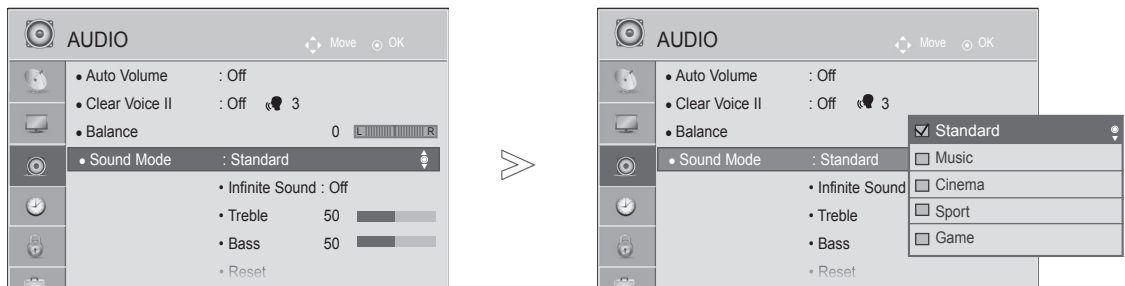 AUDIO Move OK
• Auto Volume : Off
• Clear Voice II : Off 3
• Balance 0 L R
• Sound Mode : Standard
• Infinite Sound : Off
• Treble 50
• Bass 50
• Reset
AUDIO Move OK
• Auto Volume : Off
• Clear Voice II : Off 3
• Balance
• Sound Mode : Standard
• Infinite Sound
• Treble
• Bass
• Reset
Standard
Music
Cinema
Sport
Game